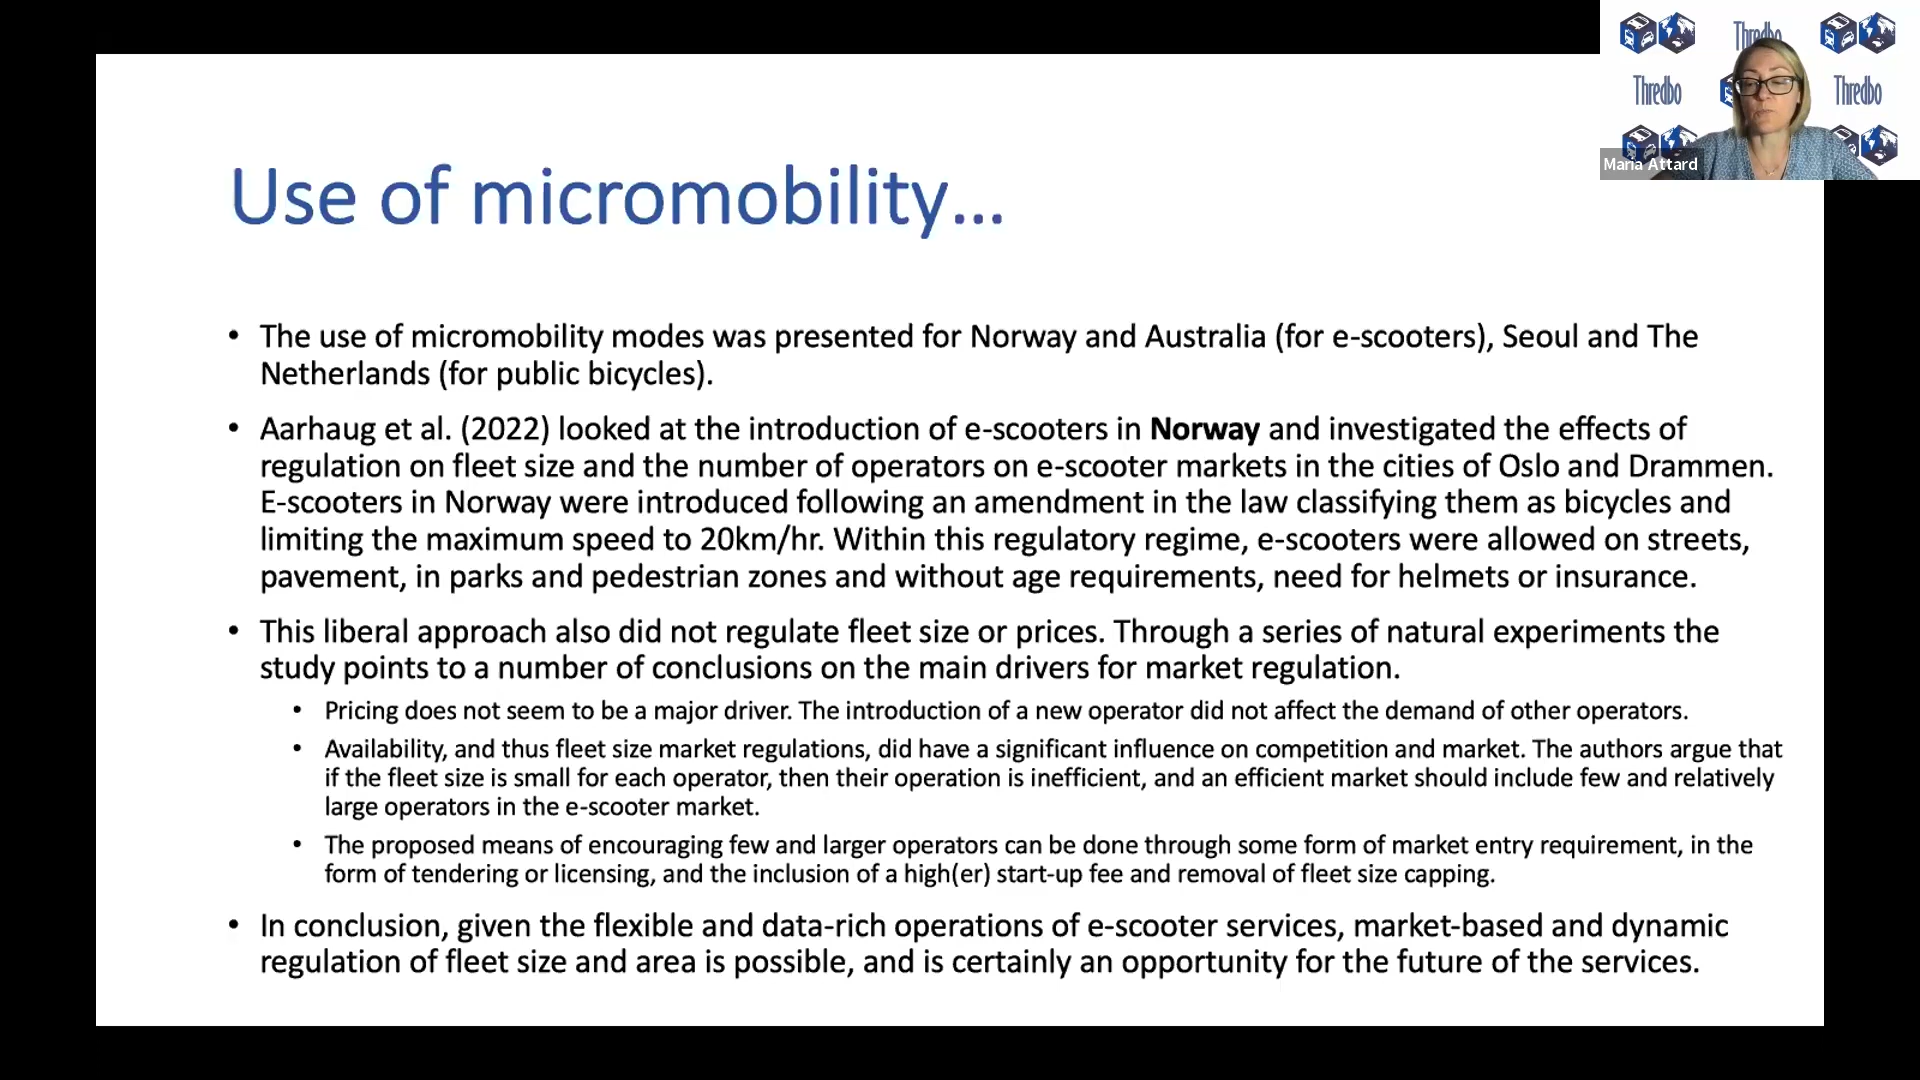 Thredbo
Thredbo
Thredbo
Maria Attard
Use of micromobility...
• The use of micromobility modes was presented for Norway and Australia (for e-scooters), Seoul and The
Netherlands (for public bicycles).
• Aarhaug et al. (2022) looked at the introduction of e-scooters in Norway and investigated the effects of
regulation on fleet size and the number of operators on e-scooter markets in the cities of Oslo and Drammen.
E-scooters in Norway were introduced following an amendment in the law classifying them as bicycles and
limiting the maximum speed to 20km/hr. Within this regulatory regime, e-scooters were allowed on streets,
pavement, in parks and pedestrian zones and without age requirements, need for helmets or insurance.
• This liberal approach also did not regulate fleet size or prices. Through a series of natural experiments the
study points to a number of conclusions on the main drivers for market regulation.
• Pricing does not seem to be a major driver. The introduction of a new operator did not affect the demand of other operators.
• Availability, and thus fleet size market regulations, did have a significant influence on competition and market. The authors argue that
if the fleet size is small for each operator, then their operation is inefficient, and an efficient market should include few and relatively
large operators in the e-scooter market.
• The proposed means of encouraging few and larger operators can be done through some form of market entry requirement, in the
form of tendering or licensing, and the inclusion of a high(er) start-up fee and removal of fleet size capping.
• In conclusion, given the flexible and data-rich operations of e-scooter services, market-based and dynamic
regulation of fleet size and area is possible, and is certainly an opportunity for the future of the services.